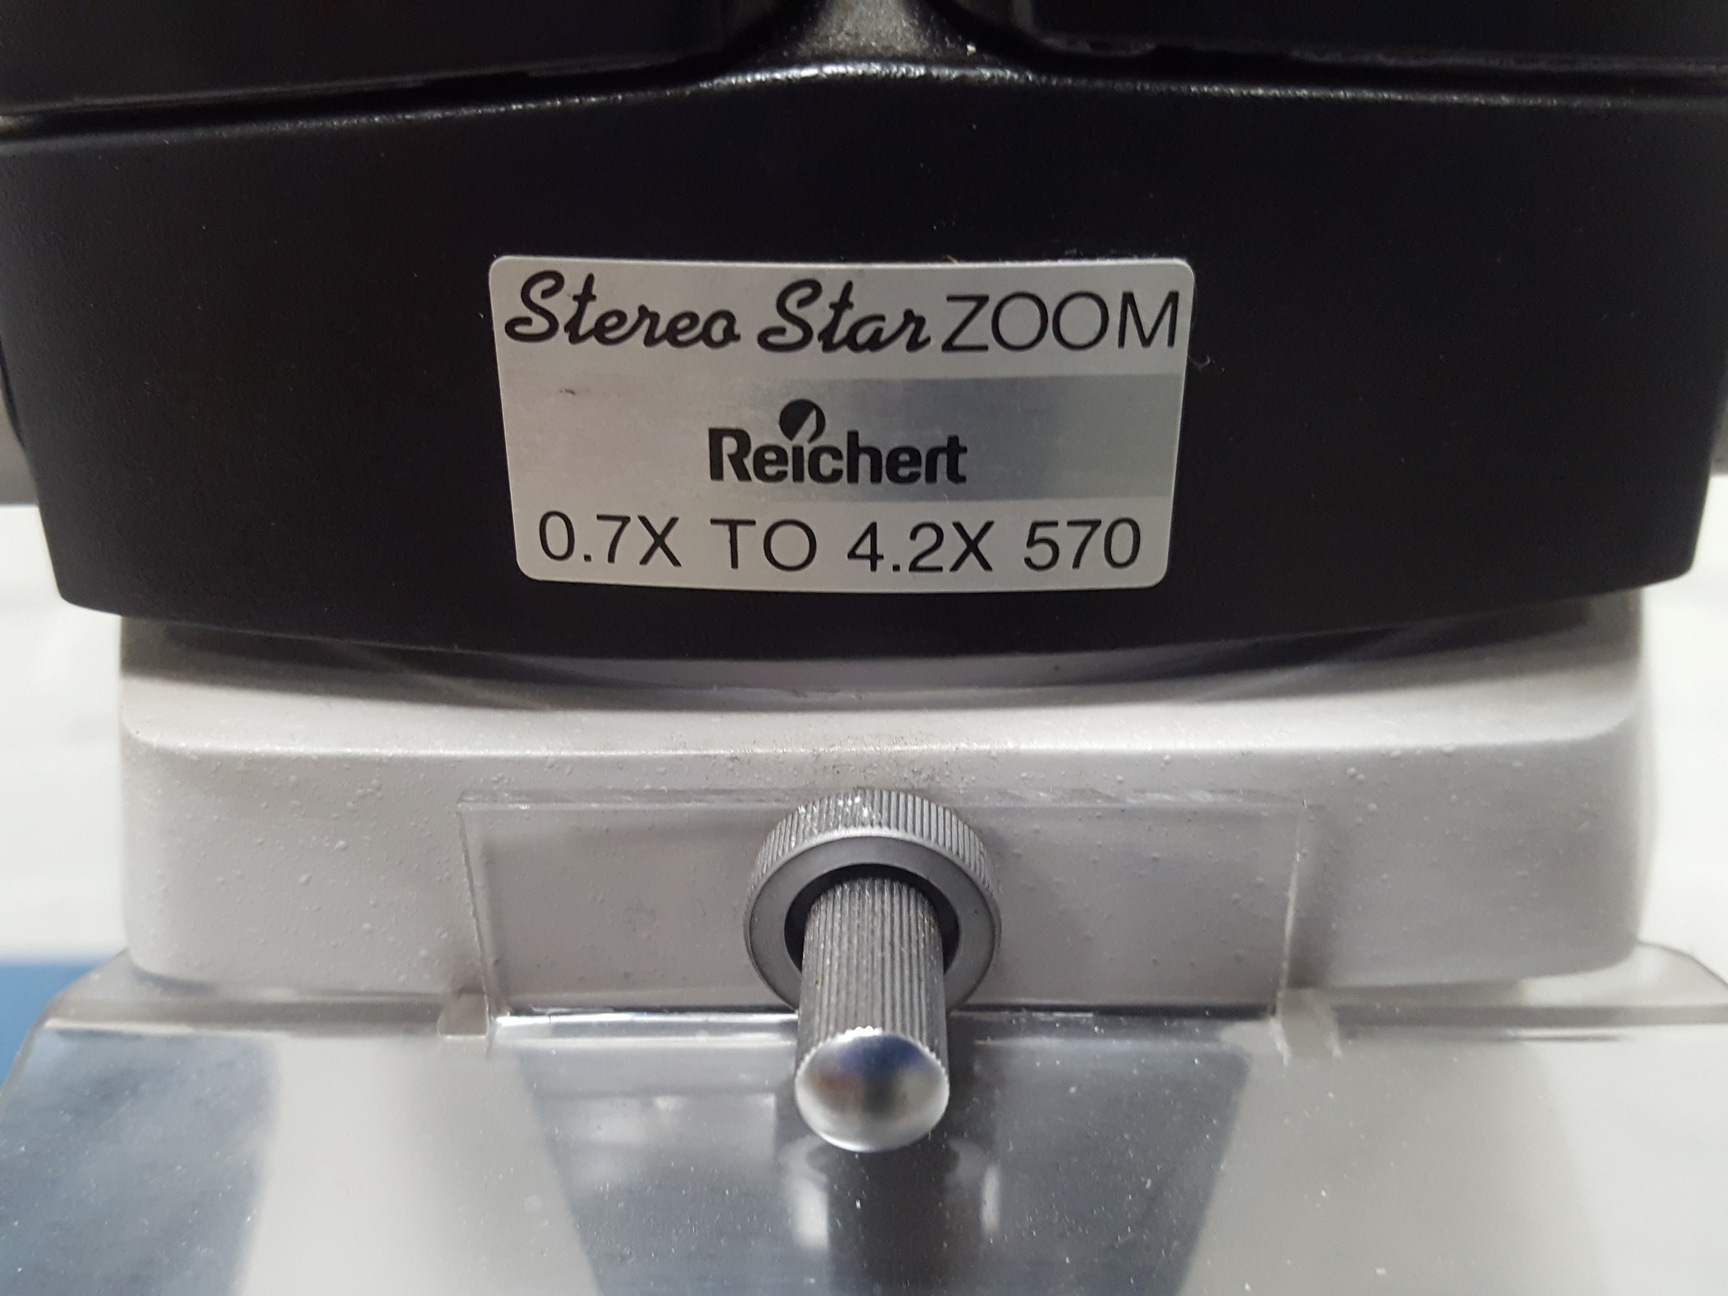 Stereo Star ZOOM
Reichert
0.7X TO 4.2X 570